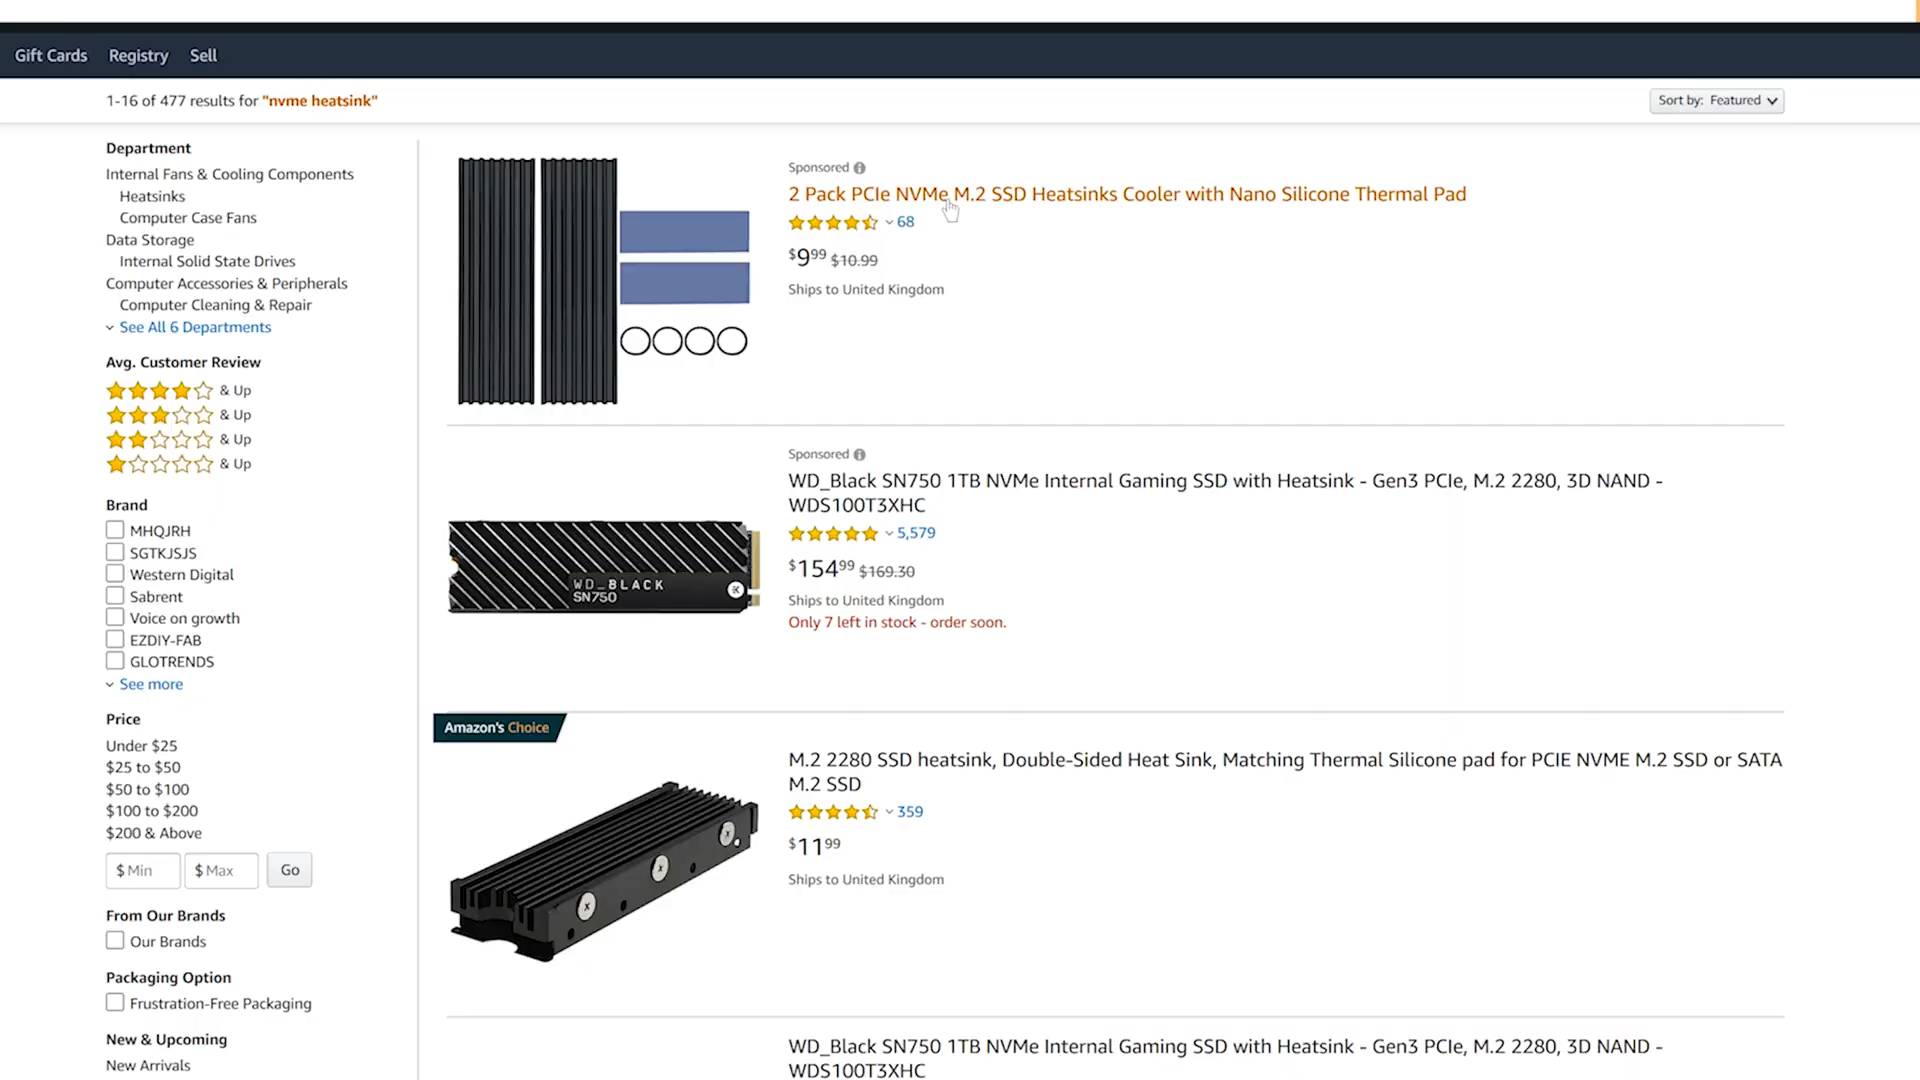 Gift Cards Registry Sell
1-16 of 477 results for "nvme heatsink"
Sort by: Featured
Department
Internal Fans & Cooling Components
Heatsinks
Computer Case Fans
Data Storage
Internal Solid State Drives
Computer Accessories & Peripherals
Computer Cleaning & Repair
See All 6 Departments
Avg. Customer Review
& Up
& Up
& Up
& Up
Brand
MHQJRH
SGTKJSJS
Western Digital
Sabrent
Voice on growth
EZDIY-FAB
GLOTRENDS
See more
Price
Under $25
$25 to $50
$50 to $100
$100 to $200
$200 & Above
$ Min $ Max Go
From Our Brands
Our Brands
Packaging Option
Frustration-Free Packaging
New & Upcoming
New Arrivals
Sponsored
2 Pack PCIe NVMe M.2 SSD Heatsinks Cooler with Nano Silicone Thermal Pad
68
$9.99 $10.99
Ships to United Kingdom
Sponsored
WD_Black SN750 1TB NVMe Internal Gaming SSD with Heatsink - Gen3 PCIe, M.2 2280, 3D NAND -
WDS100T3XHC
5,579
$154.99 $169.30
Ships to United Kingdom
Only 7 left in stock - order soon.
WD_BLACK
SN750
Amazon's Choice
M.2 2280 SSD heatsink, Double-Sided Heat Sink, Matching Thermal Silicone pad for PCIE NVME M.2 SSD or SATA
M.2 SSD
359
$11.99
Ships to United Kingdom
WD_Black SN750 1TB NVMe Internal Gaming SSD with Heatsink - Gen3 PCIe, M.2 2280, 3D NAND -
WDS100T3XHC